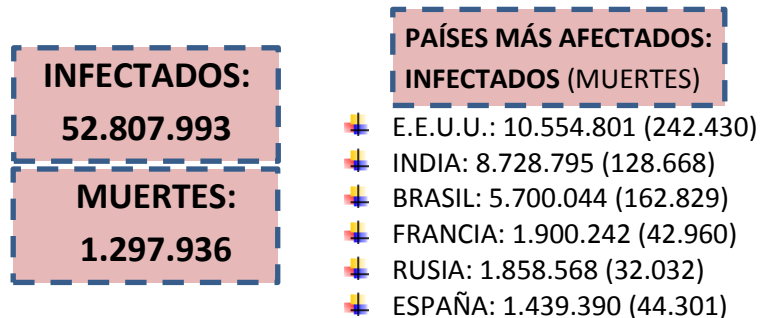 INFECTADOS:
52.807.993
MUERTES:
1.297.936
PAÍSES MÁS AFECTADOS:
INFECTADOS (MUERTES)
E.E.U.U.: 10.554.801 (242.430)
INDIA: 8.728.795 (128.668)
BRASIL: 5.700.044 (162.829)
FRANCIA: 1.900.242 (42.960)
RUSIA: 1.858.568 (32.032)
ESPAÑA: 1.439.390 (44.301)